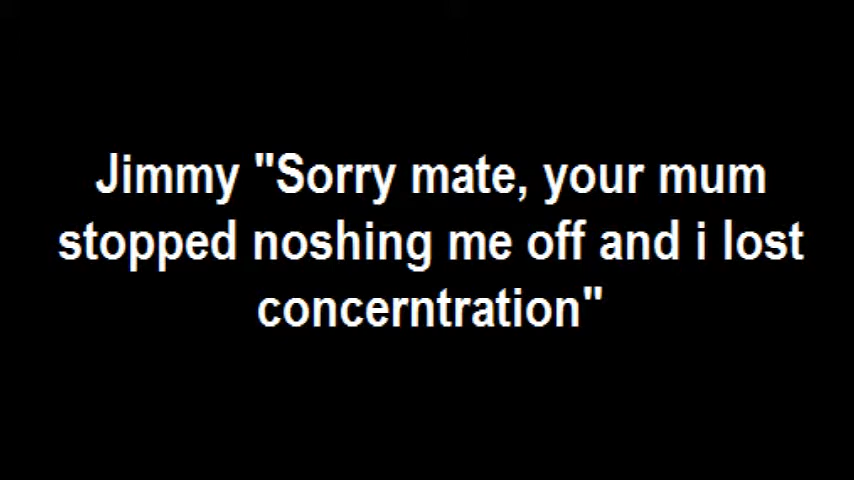 Jimmy "Sorry mate, your mum
stopped noshing me off and i lost
concerntration"